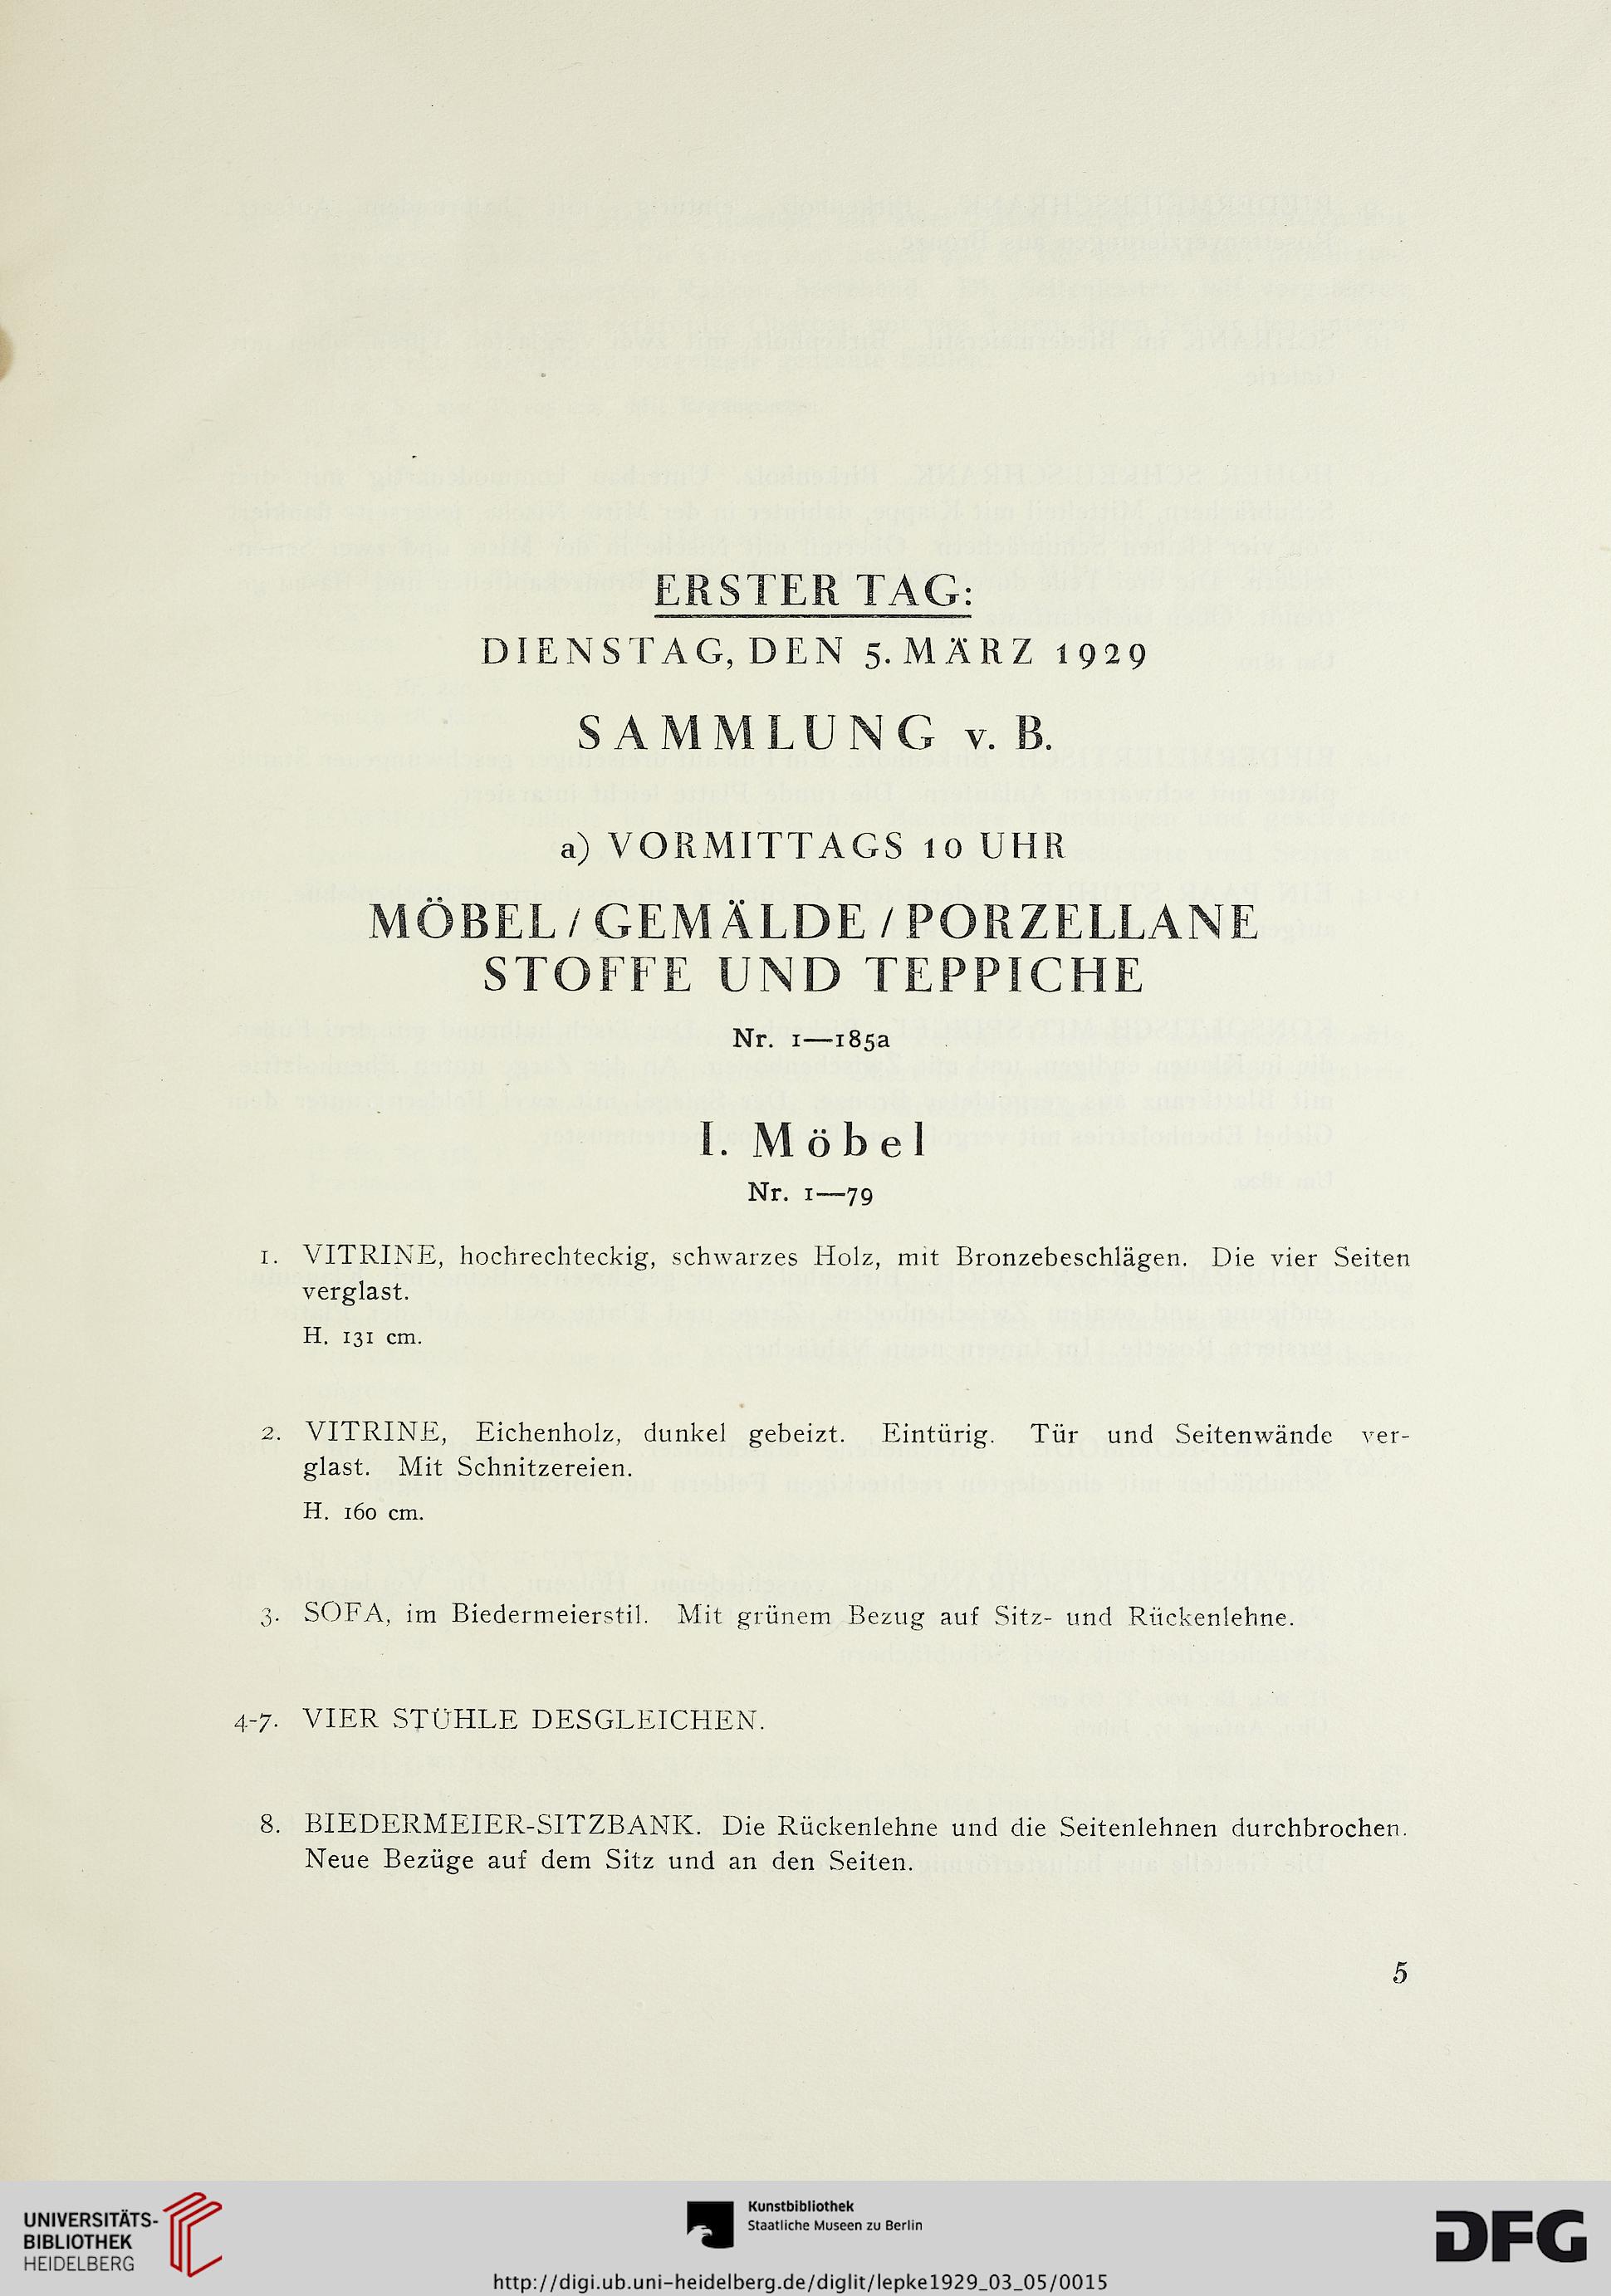 ERSTER TAG:
DIENSTAG, DEN 5. MÄRZ 1929
SAMMLUNG v. B.
a) VORMITTAGS 10 UHR
MÖBEL / GEMÄLDE / PORZELLANE
STOFFE UND TEPPICHE
Nr. 1—185a
I. Möbel
Nr. 1—79
1. VITRINE, hochrechteckig, schwarzes Holz, mit Bronzebeschlägen. Die vier Seiten
verglast.
H. 131 cm.
2. VITRINE, Eichenholz, dunkel gebeizt. Eintürig. Tür und Seitenwände ver-
glast. Mit Schnitzereien.
H. 160 cm.
3. SOFA, im Biedermeierstil. Mit grünem Bezug auf Sitz- und Rückenlehne.
4-7. VIER STÜHLE DESGLEICHEN.
8. BIEDERMEIER-SITZBANK. Die Rückenlehne und die Seitenlehnen durchbrochen.
Neue Bezüge auf dem Sitz und an den Seiten.
5
UNIVERSITÄTS-
BIBLIOTHEK
HEIDELBERG
Kunstbibliothek
Staatliche Museen zu Berlin
DFG
http://digi.ub.uni-heidelberg.de/diglit/lepke1929_03_05/0015